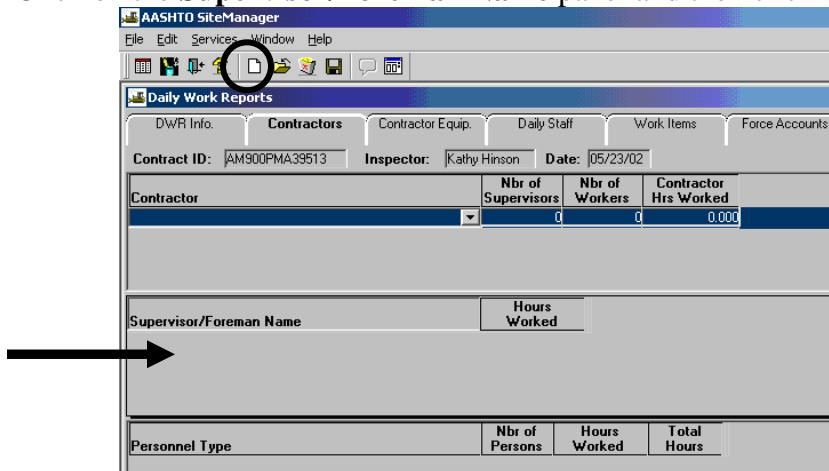 AASHTO SiteManager
File Edit Services Window Help
Daily Work Reports
DWR Info. Contractors Contractor Equip. Daily Staff Work Items Force Accounts
Contract ID: AM900PMA39513 Inspector: Kathy Hinson Date: 05/23/02
Contractor Nbr of Supervisors Nbr of Workers Contractor Hrs Worked
0 0 0.000
Supervisor/Foreman Name Hours Worked
Personnel Type Nbr of Persons Hours Worked Total Hours